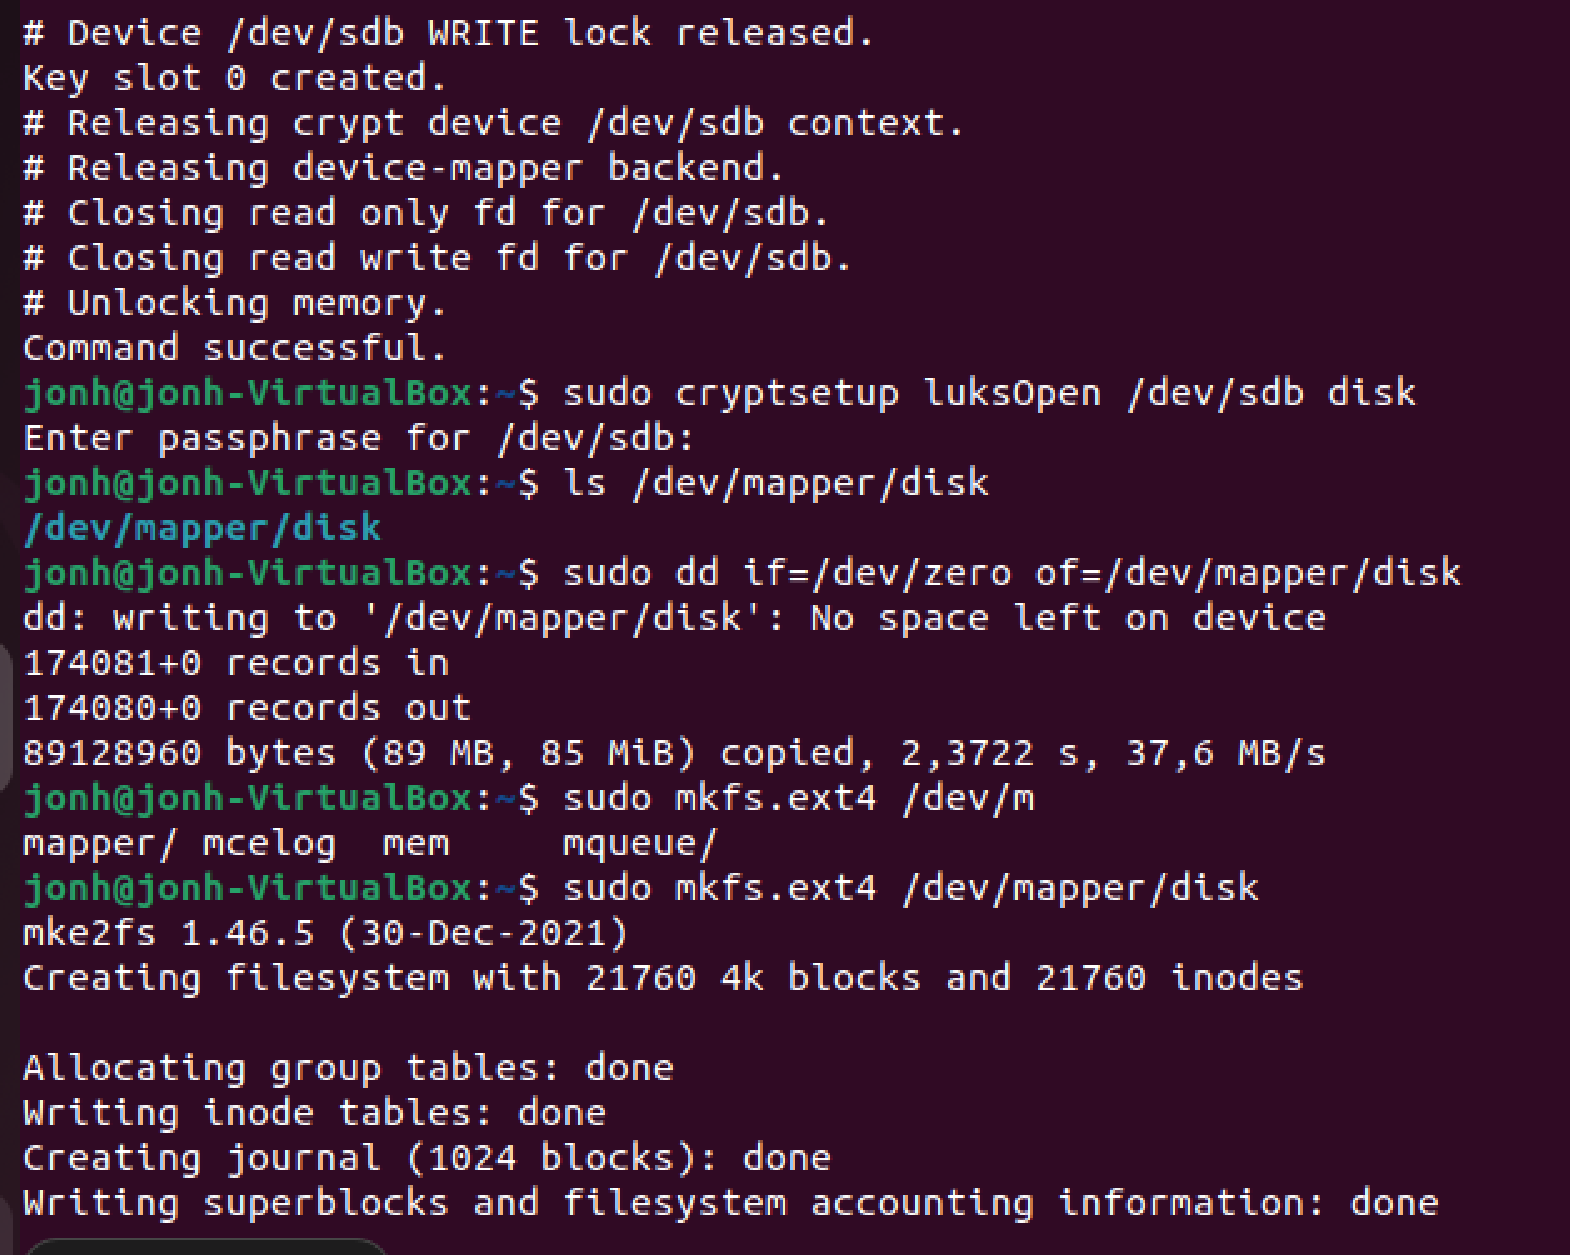 # Device /dev/sdb WRITE lock released.
Key slot 0 created.
# Releasing crypt device /dev/sdb context.
# Releasing device-mapper backend.
# Closing read only fd for /dev/sdb.
# Closing read write fd for /dev/sdb.
# Unlocking memory.
Command successful.
jonh@jonh-VirtualBox:~$ sudo cryptsetup luksOpen /dev/sdb disk
Enter passphrase for /dev/sdb:
jonh@jonh-VirtualBox:~$ ls /dev/mapper/disk
/dev/mapper/disk
jonh@jonh-VirtualBox:~$ sudo dd if=/dev/zero of=/dev/mapper/disk
dd: writing to '/dev/mapper/disk': No space left on device
174081+0 records in
174080+0 records out
89128960 bytes (89 MB, 85 MiB) copied, 2,3722 s, 37,6 MB/s
jonh@jonh-VirtualBox:~$ sudo mkfs.ext4 /dev/m
mapper/ mcelog  mem     mqueue/
jonh@jonh-VirtualBox:~$ sudo mkfs.ext4 /dev/mapper/disk
mke2fs 1.46.5 (30-Dec-2021)
Creating filesystem with 21760 4k blocks and 21760 inodes

Allocating group tables: done
Writing inode tables: done
Creating journal (1024 blocks): done
Writing superblocks and filesystem accounting information: done